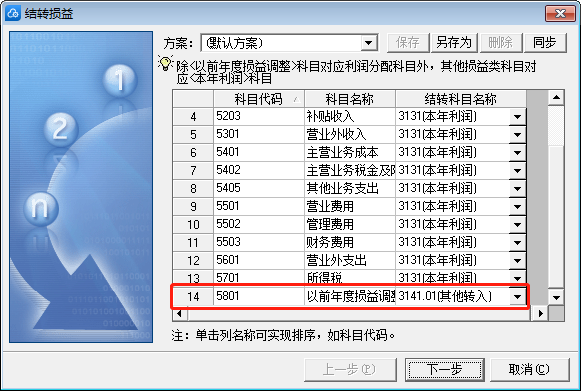 结转损益
方案： (默认方案) 保存 另存为 删除 同步
除<以前年度损益调整>科目对应利润分配科目外，其他损益类科目对
应<本年利润>科目
科目代码 科目名称 结转科目名称
4 5203 补贴收入 3131(本年利润)
5 5301 营业外收入 3131(本年利润)
6 5401 主营业务成本 3131(本年利润)
7 5402 主营业务税金及附 3131(本年利润)
8 5405 其他业务支出 3131(本年利润)
9 5501 营业费用 3131(本年利润)
10 5502 管理费用 3131(本年利润)
11 5503 财务费用 3131(本年利润)
12 5601 营业外支出 3131(本年利润)
13 5701 所得税 3131(本年利润)
14 5801 以前年度损益调整 3141.01(其他转入)
注：单击列名称可实现排序，如科目代码。
上一步(P) 下一步 取消(C)
1
2
n